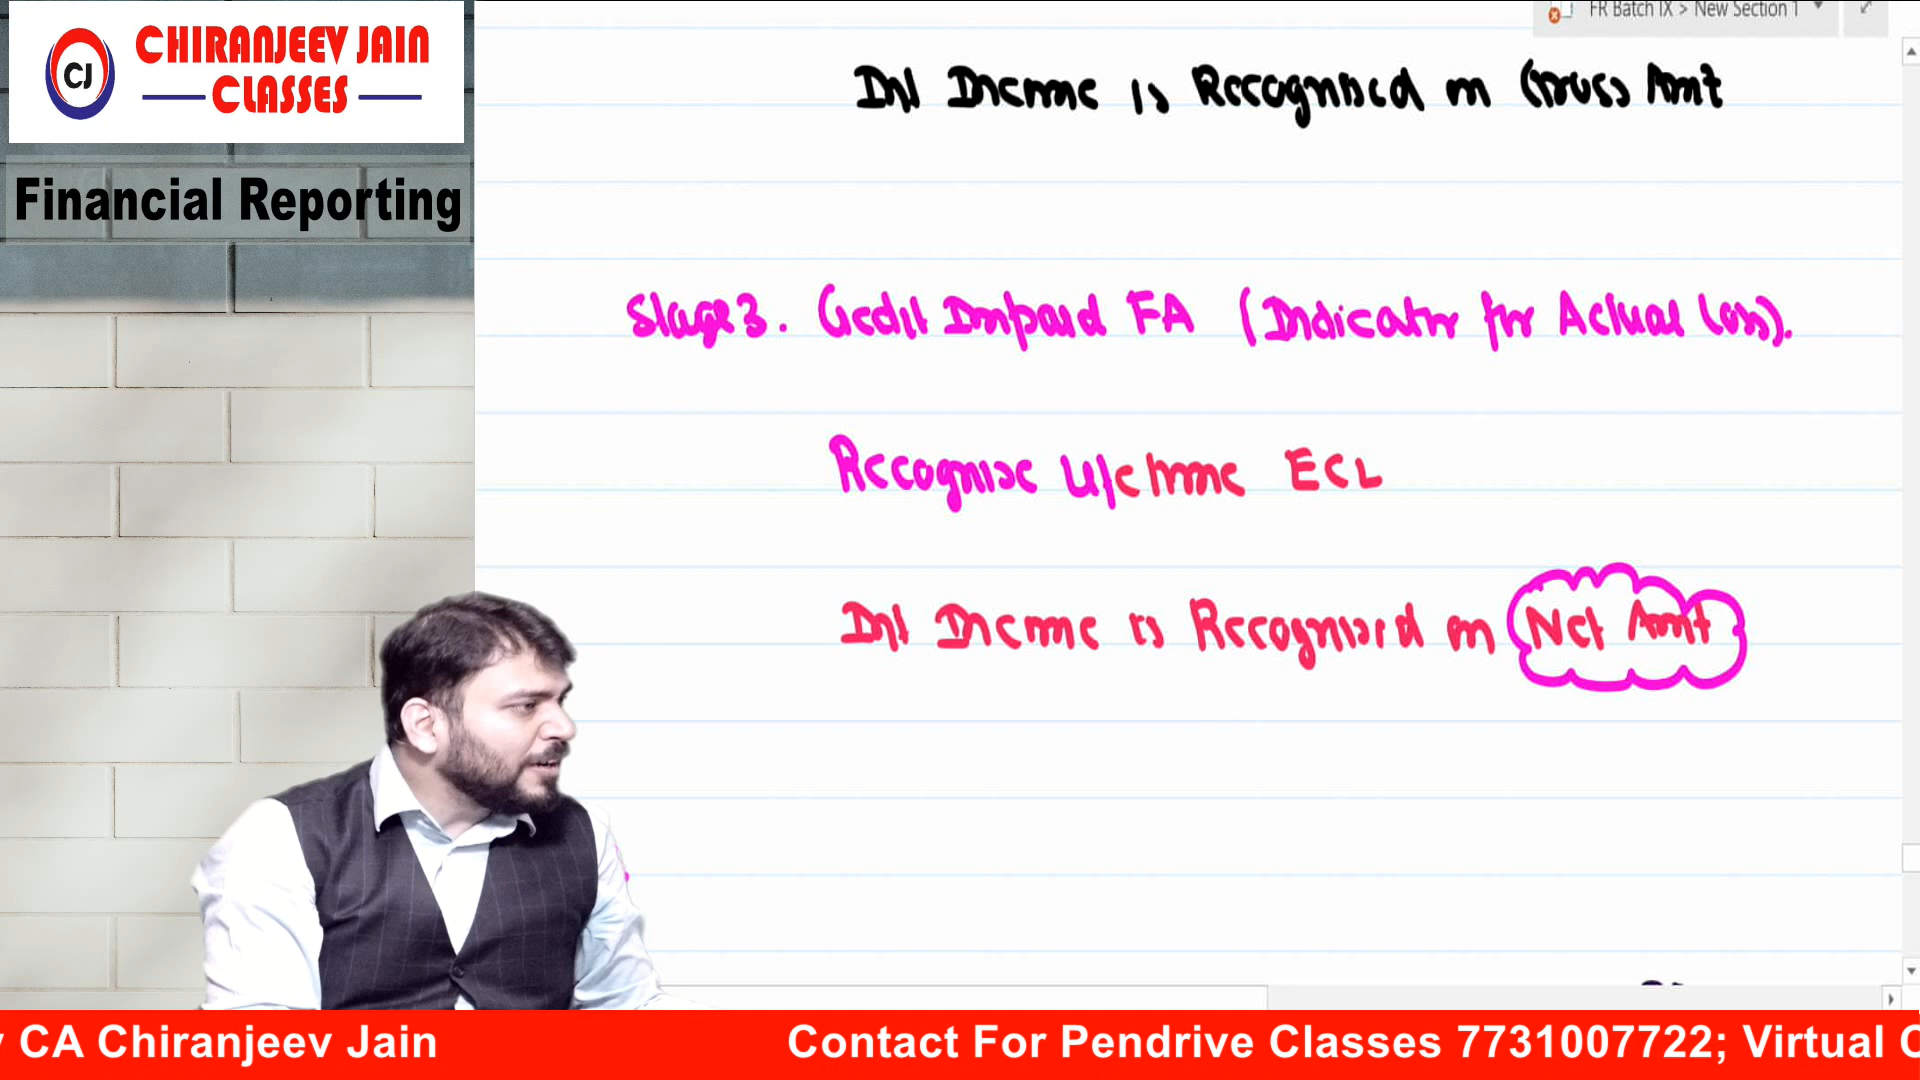 CHIRANJEEV JAIN
CLASSES
CJ
Financial Reporting
FR Batch IX > New Section 1
Int Income is Recognised on Gross Amt
Stage 3. Credit Impaid FA (Indicator for Actual Loss).
Recognise Lifetime ECL
Int Income is Recognised on Net Amt
CA Chiranjeev Jain Contact For Pendrive Classes 7731007722; Virtual